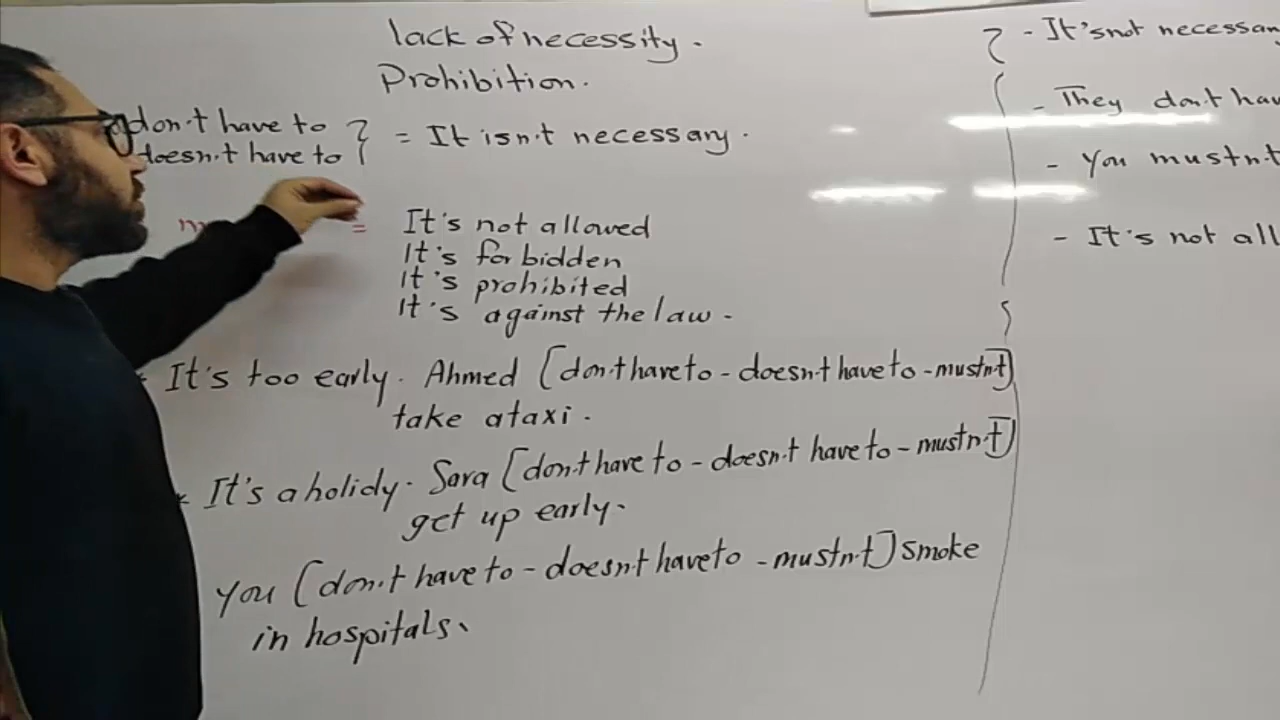 lack of necessity.
Prohibition.
don't have to
doesn't have to } = It isn't necessary.
= It's not allowed
It's forbidden
It's prohibited
It's against the law.
* It's too early. Ahmed [don't have to - doesn't have to - mustn't]
take a taxi.
* It's a holidy. Sara [don't have to - doesn't have to - mustn't]
get up early.
You [don't have to - doesn't have to - mustn't] smoke
in hospitals.
- It's not
- They don't
- You mustn't
- It's not